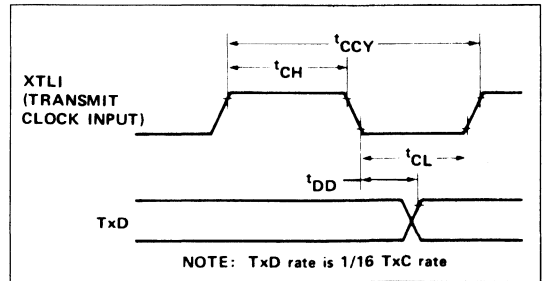 tCCY
tCH
XTLI
(TRANSMIT
CLOCK INPUT)
tCL
tDD
TxD
NOTE: TxD rate is 1/16 TxC rate